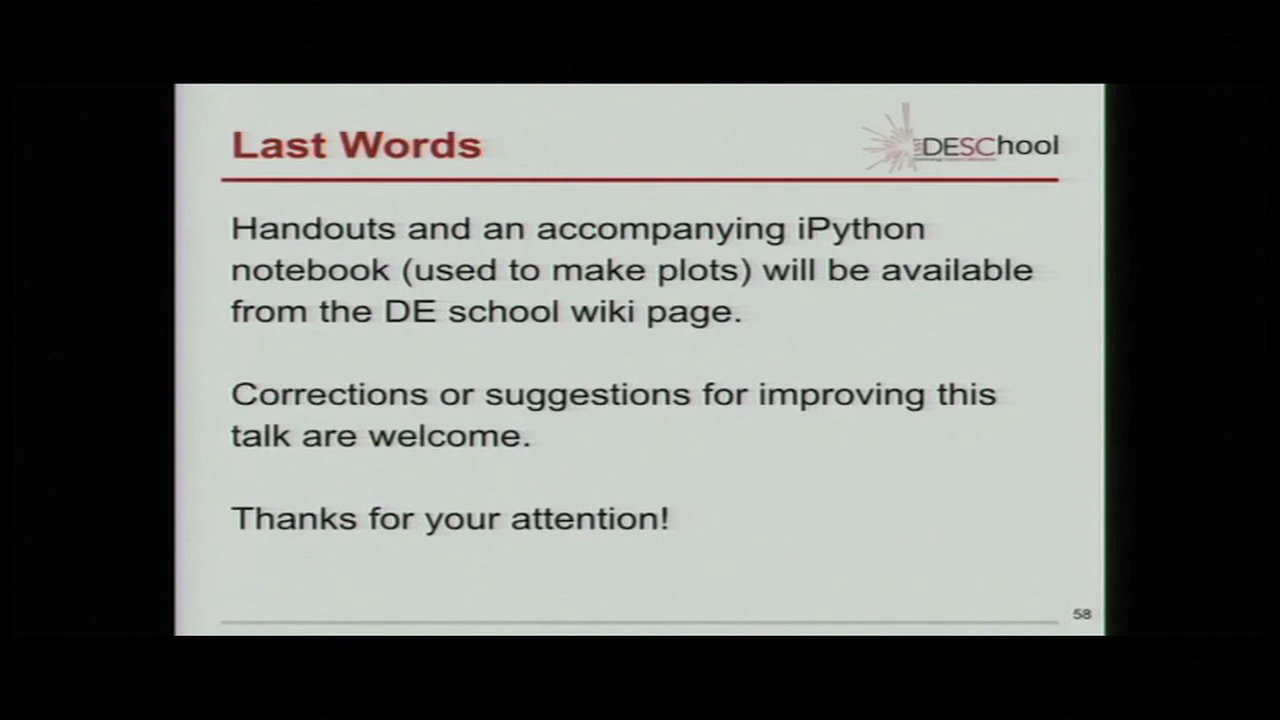 Last Words
LSST
DESChool
Handouts and an accompanying iPython
notebook (used to make plots) will be available
from the DE school wiki page.
Corrections or suggestions for improving this
talk are welcome.
Thanks for your attention!
58